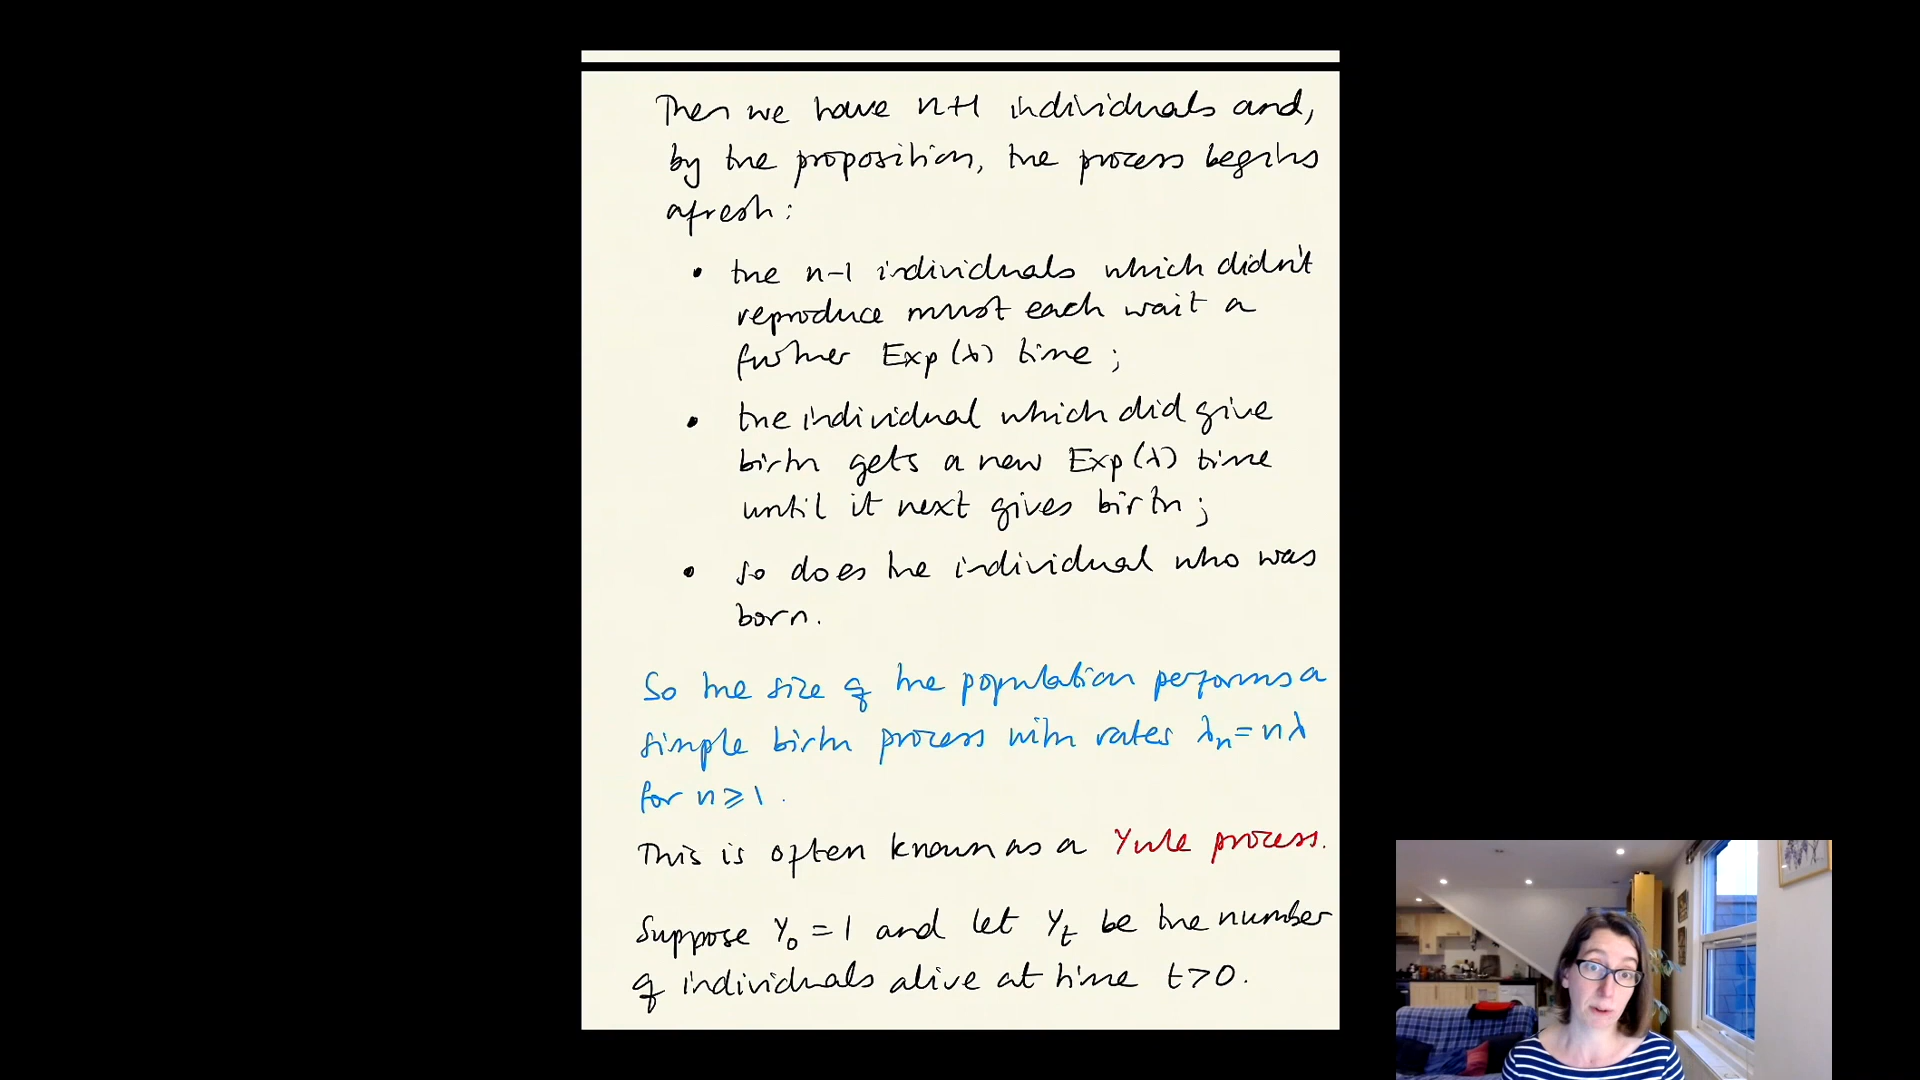 Then we have n+1 individuals and,
by the proposition, the process begins
afresh:
• the n-1 individuals which didn't
reproduce must each wait a
further Exp(λ) time;
• the individual which did give
birth gets a new Exp(λ) time
until it next gives birth;
• so does the individual who was
born.
So the size of the population performs a
simple birth process with rates λₙ = nλ
for n ≥ 1.
This is often known as a Yule process.
Suppose Y₀ = 1 and let Yₜ be the number
of individuals alive at time t > 0.